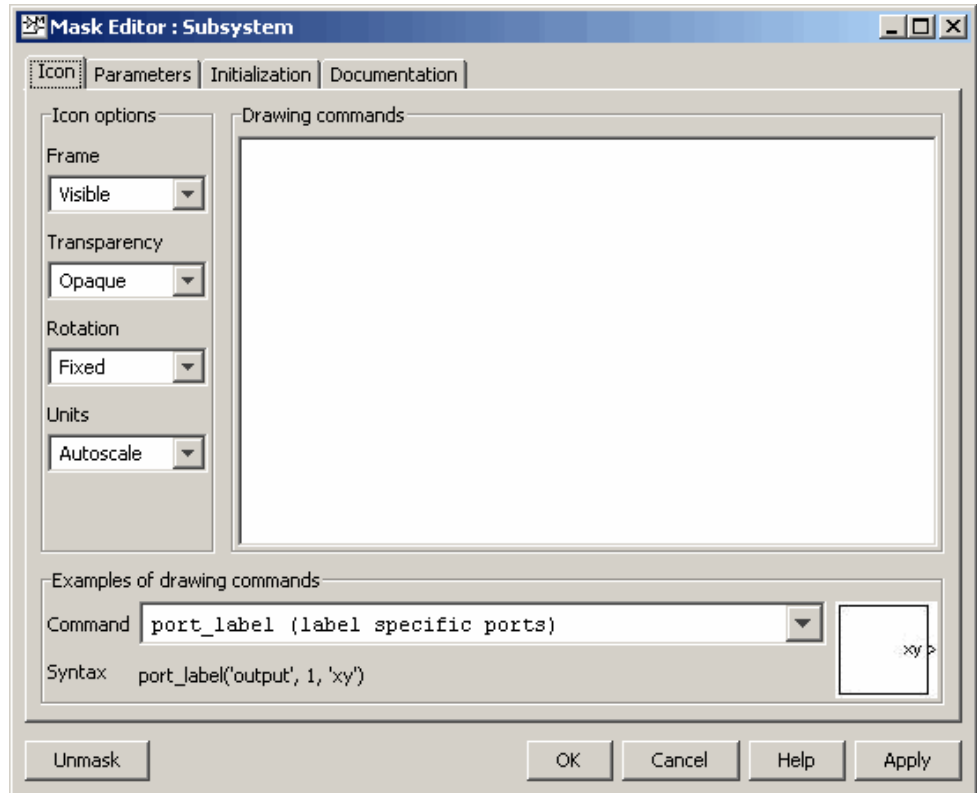 Mask Editor : Subsystem
Icon Parameters Initialization Documentation
Icon options
Frame
Visible
Transparency
Opaque
Rotation
Fixed
Units
Autoscale
Drawing commands
Examples of drawing commands
Command port_label (label specific ports)
Syntax port_label('output', 1, 'xy')
xy
Unmask OK Cancel Help Apply